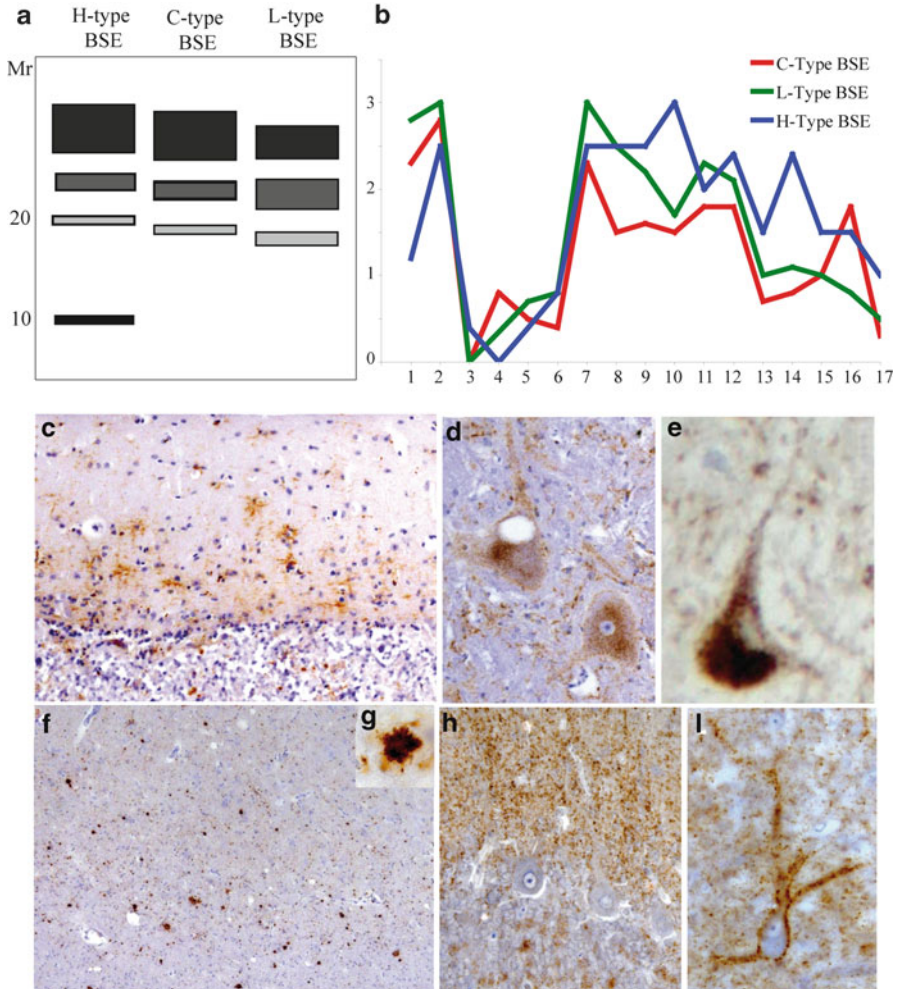 a
H-type BSE
C-type BSE
L-type BSE
Mr
20
10
b
C-Type BSE
L-Type BSE
H-Type BSE
3
2
1
0
1 2 3 4 5 6 7 8 9 10 11 12 13 14 15 16 17
c
d
e
f
g
h
l